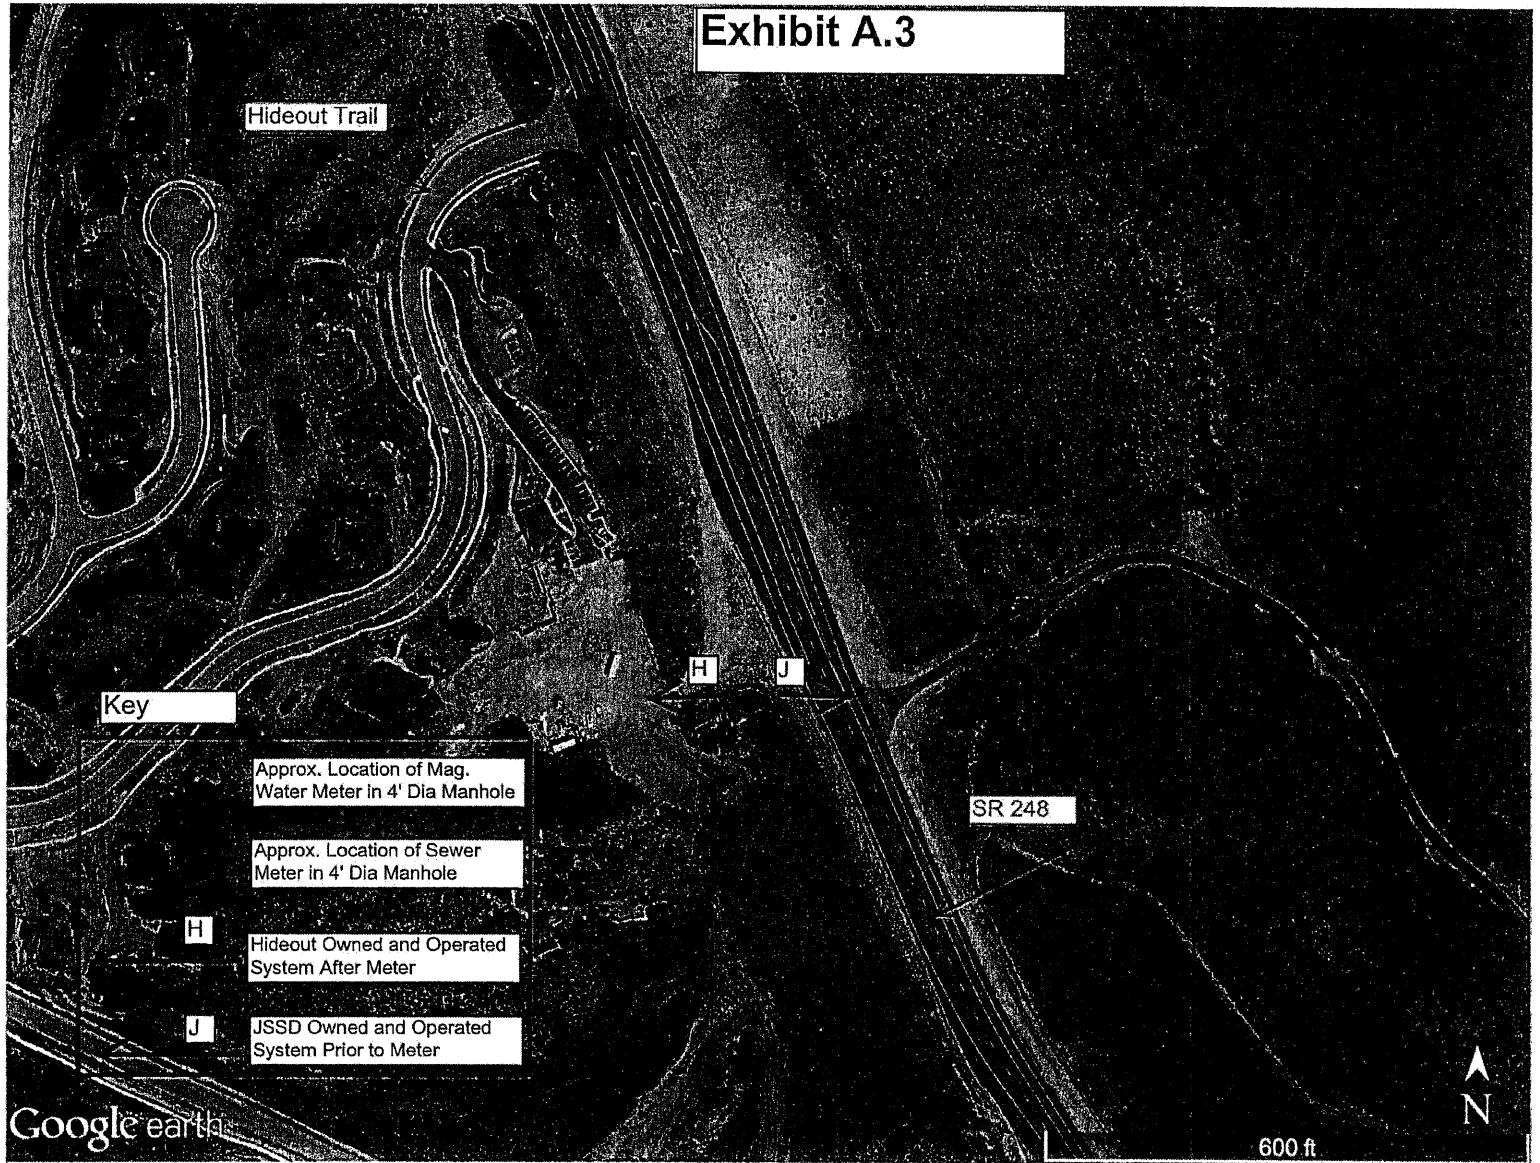 Exhibit A.3
Hideout Trail
H
J
Key
Approx. Location of Mag.
Water Meter in 4' Dia Manhole
SR 248
Approx. Location of Sewer
Meter in 4' Dia Manhole
H
Hideout Owned and Operated
System After Meter
J
JSSD Owned and Operated
System Prior to Meter
Google earth
N
600 ft